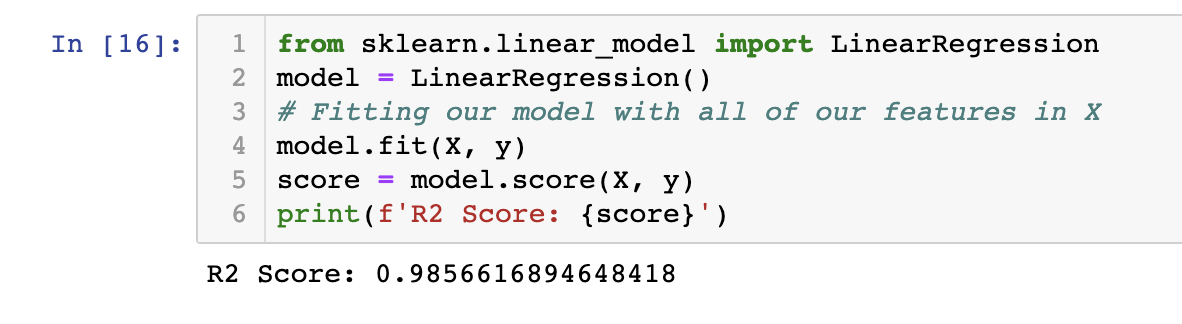 In [16]:
1 from sklearn.linear_model import LinearRegression
2 model = LinearRegression()
3 # Fitting our model with all of our features in X
4 model.fit(X, y)
5 score = model.score(X, y)
6 print(f'R2 Score: {score}')
R2 Score: 0.9856616894648418